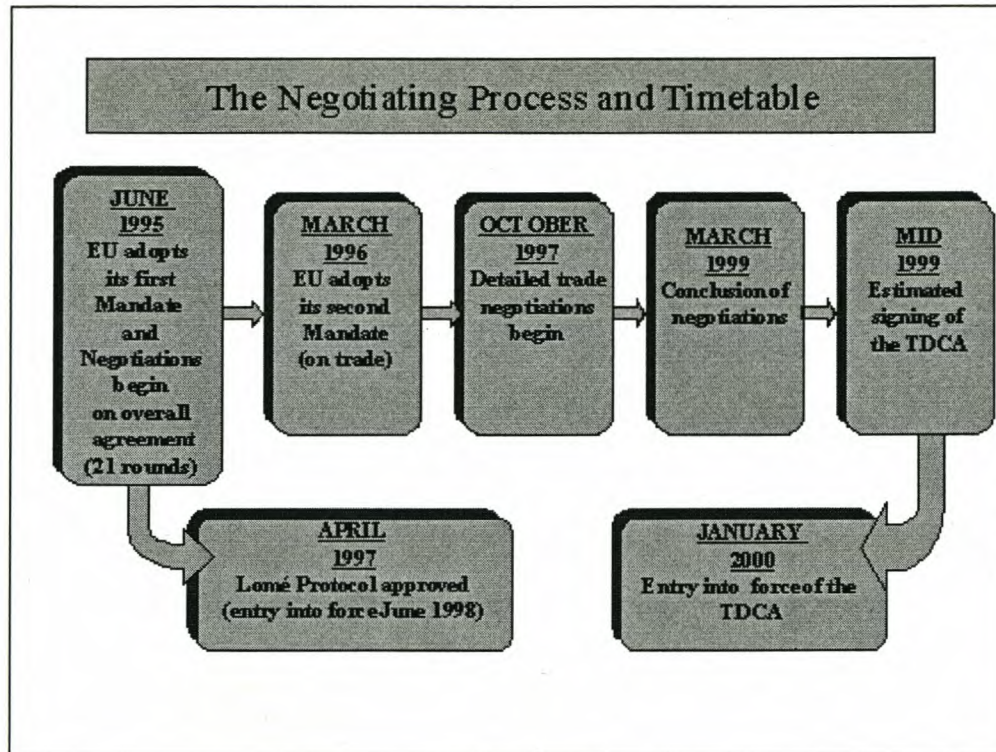 The Negotiating Process and Timetable
JUNE
1995
EU adopts
its first
Mandate
and
Negotiations
begin
on overall
agreement
(21 rounds)
MARCH
1996
EU adopts
its second
Mandate
(on trade)
OCTOBER
1997
Detailed trade
negotiations
begin
MARCH
1999
Conclusion of
negotiations
MID
1999
Estimated
signing of
the TDCA
APRIL
1997
Lomé Protocol approved
(entry into force June 1998)
JANUARY
2000
Entry into force of the
TDCA